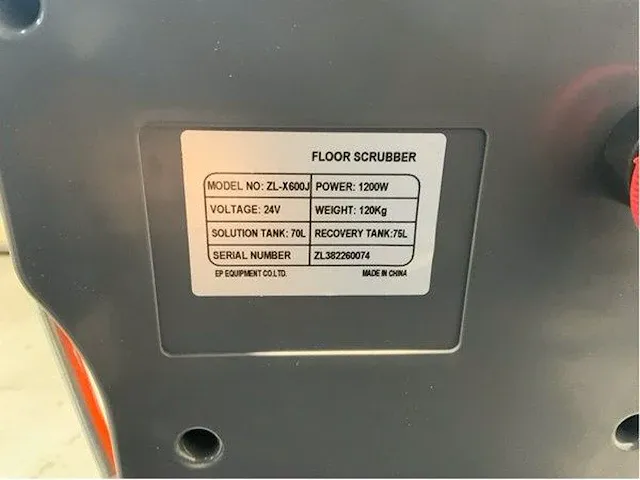 FLOOR SCRUBBER
MODEL NO: ZL-X600J POWER: 1200W
VOLTAGE: 24V WEIGHT: 120Kg
SOLUTION TANK: 70L RECOVERY TANK:75L
SERIAL NUMBER ZL382260074
EP EQUIPMENT CO.LTD. MADE IN CHINA